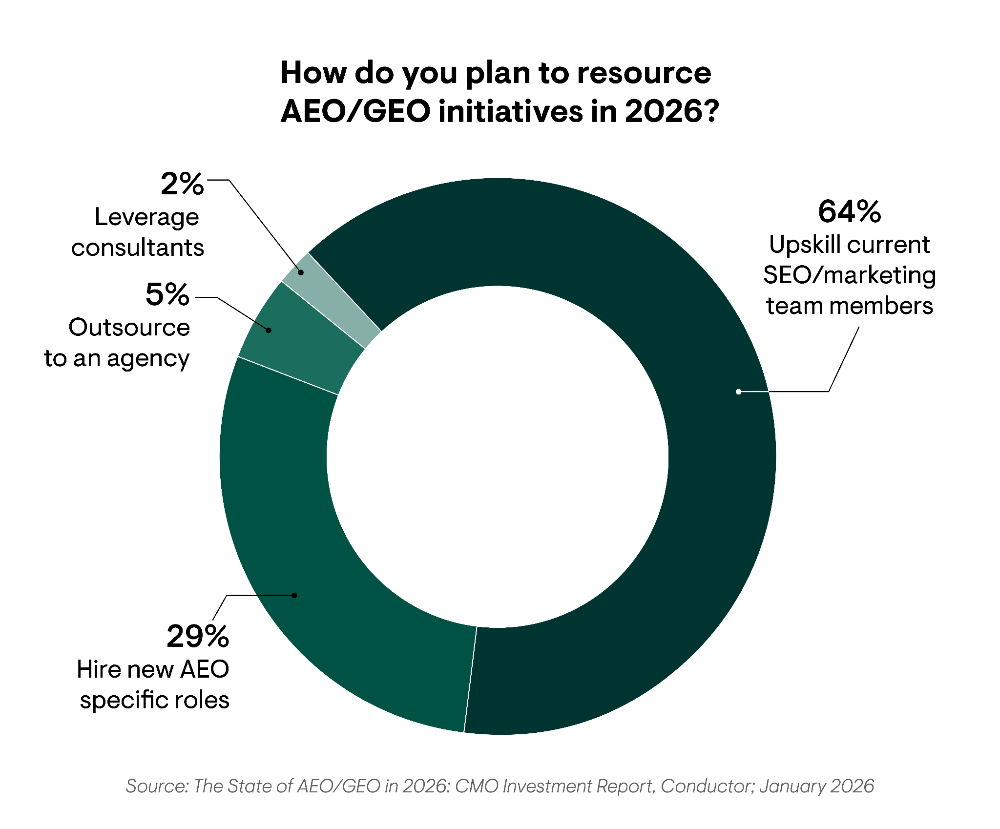 How do you plan to resource
AEO/GEO initiatives in 2026?
2%
Leverage
consultants
5%
Outsource
to an agency
64%
Upskill current
SEO/marketing
team members
29%
Hire new AEO
specific roles
Source: The State of AEO/GEO in 2026: CMO Investment Report, Conductor; January 2026